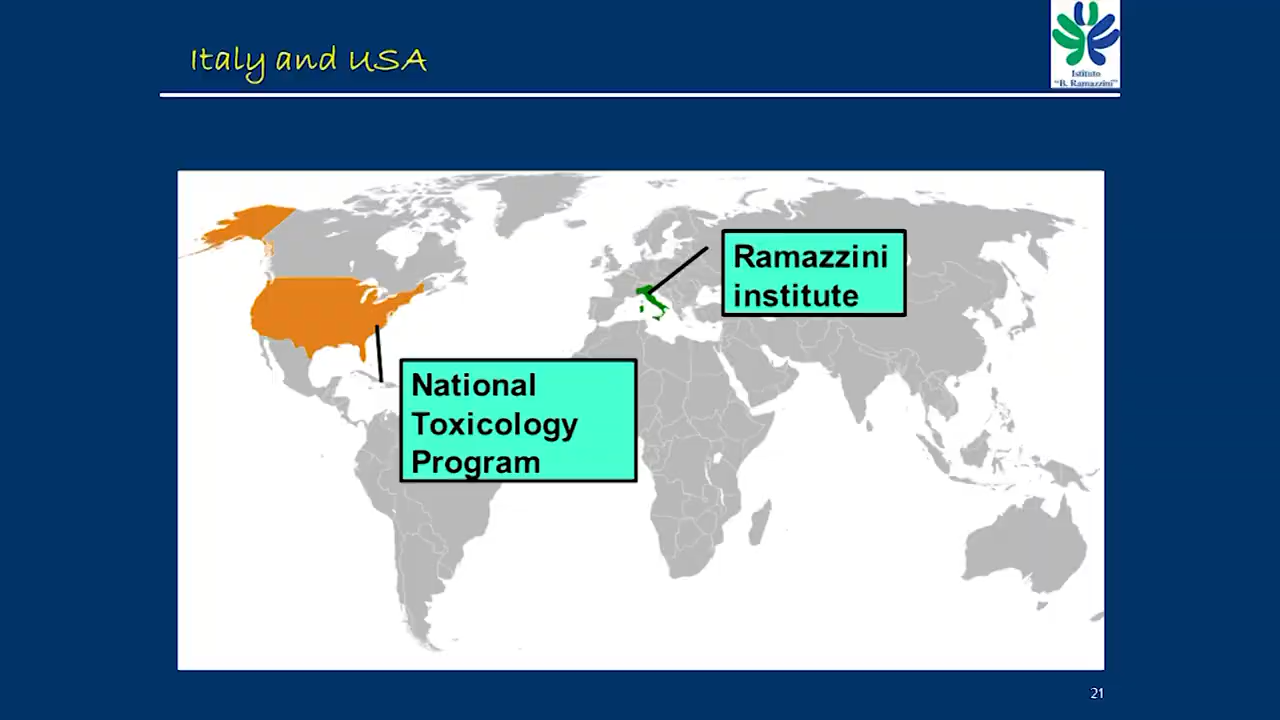 Italy and USA
Istituto
"B. Ramazzini"
Ramazzini
institute
National
Toxicology
Program
21